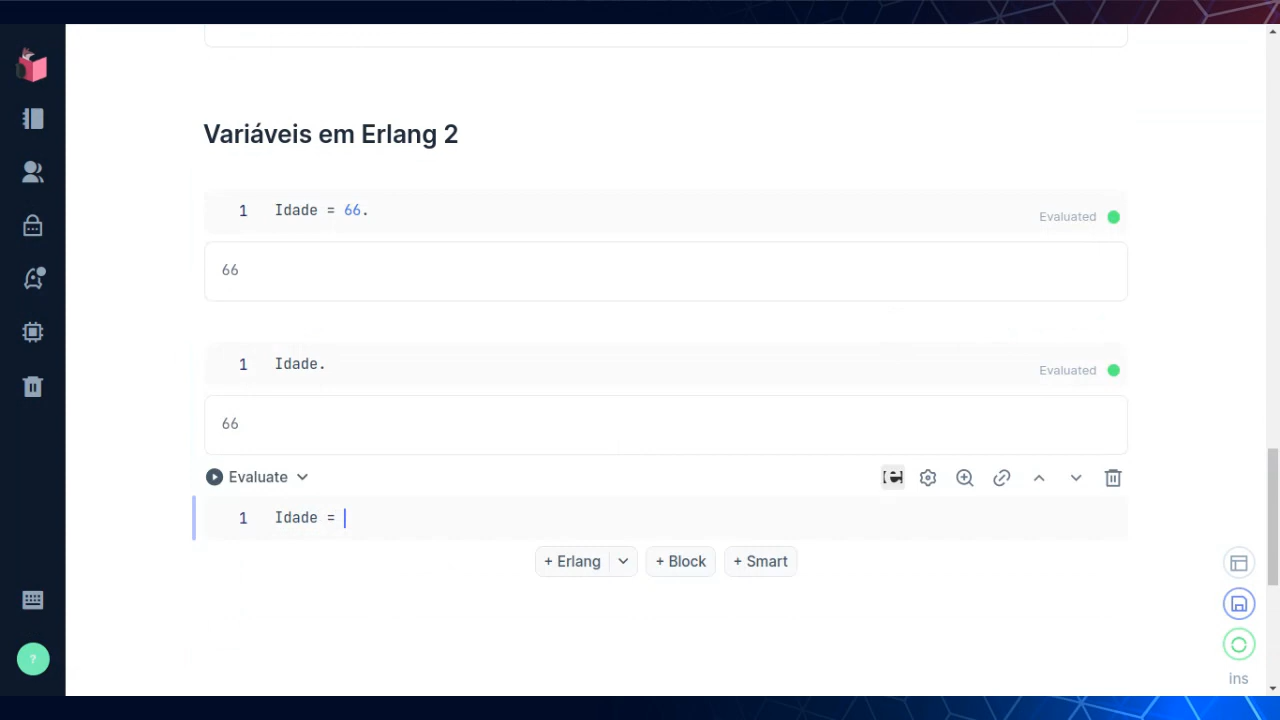 Variáveis em Erlang 2
1 Idade = 66.
Evaluated
66
1 Idade.
Evaluated
66
Evaluate
1 Idade =
+ Erlang + Block + Smart
?
ins